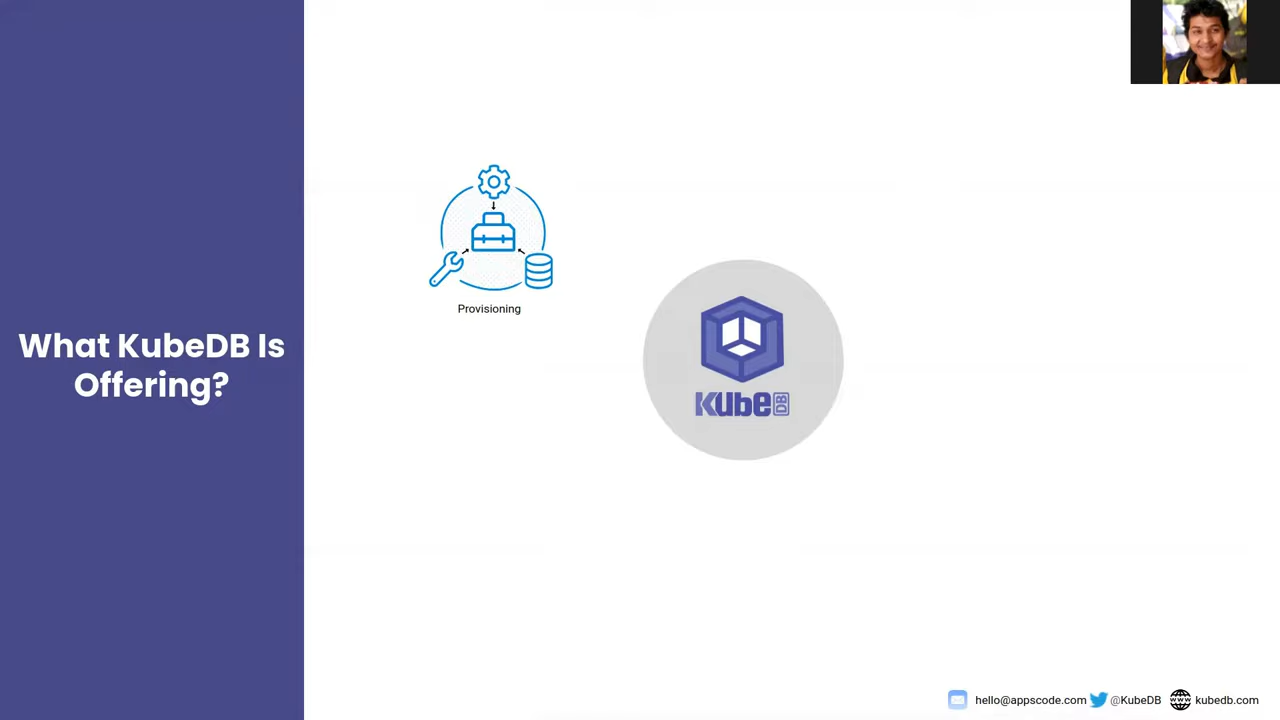 What KubeDB Is
Offering?
Provisioning
KubeDB
hello@appscode.com @KubeDB kubedb.com